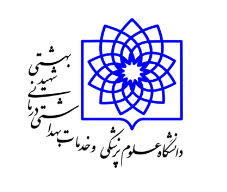 دانشگاه علوم پزشکی
و خدمات بهداشتی درمانی
شهید بهشتی